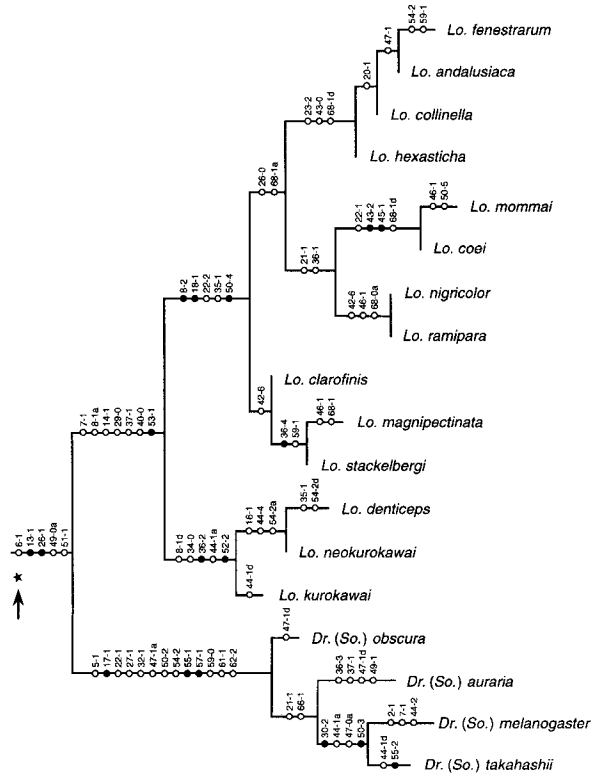 54-2 59-1
Lo. fenestrarum
47-1
Lo. andalusiaca
20-1
Lo. collinella
23-2 43-0 68-1d
Lo. hexasticha
26-0 68-1a
46-1 50-5
Lo. mommai
22-1 43-2 45-1 68-1d
Lo. coei
21-1 36-1
Lo. nigricolor
42-6 46-1 68-0a
Lo. ramipara
8-2 18-1 22-2 35-1 50-4
Lo. clarofinis
42-6
46-1 68-1
Lo. magnipectinata
36-4 59-1
Lo. stackelbergi
7-1 8-1a 14-1 29-0 37-1 40-0 53-1
35-1 54-2d
Lo. denticeps
16-1 44-4 54-2a
Lo. neokurokawai
8-1d 34-0 36-2 44-1a 52-2
44-1d
Lo. kurokawai
6-1 13-1 26-1 49-0a 51-1
47-1d
Dr. (So.) obscura
5-1 17-1 22-1 27-1 32-1 47-1a 50-2 54-2 55-1 57-1 59-0 61-1 62-2
36-3 37-1 47-1d 49-1
Dr. (So.) auraria
21-1 66-1
2-1 7-1 44-2
Dr. (So.) melanogaster
30-2 44-1a 47-0a 50-3
44-1d 55-2
Dr. (So.) takahashii